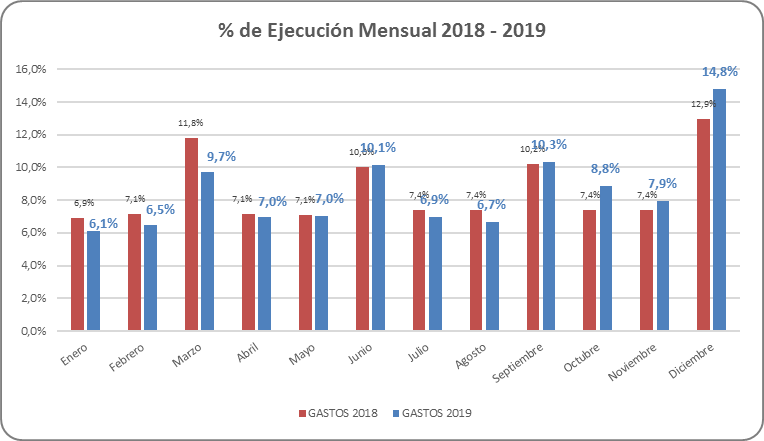 % de Ejecución Mensual 2018 - 2019
16,0%
14,0%
12,0%
10,0%
8,0%
6,0%
4,0%
2,0%
0,0%
6,9%
6,1%
7,1%
6,5%
11,8%
9,7%
7,1%
7,0%
7,1%
7,0%
10,0%
10,1%
7,4%
6,9%
7,4%
6,7%
10,2%
10,3%
7,4%
8,8%
7,4%
7,9%
12,9%
14,8%
Enero
Febrero
Marzo
Abril
Mayo
Junio
Julio
Agosto
Septiembre
Octubre
Noviembre
Diciembre
GASTOS 2018
GASTOS 2019